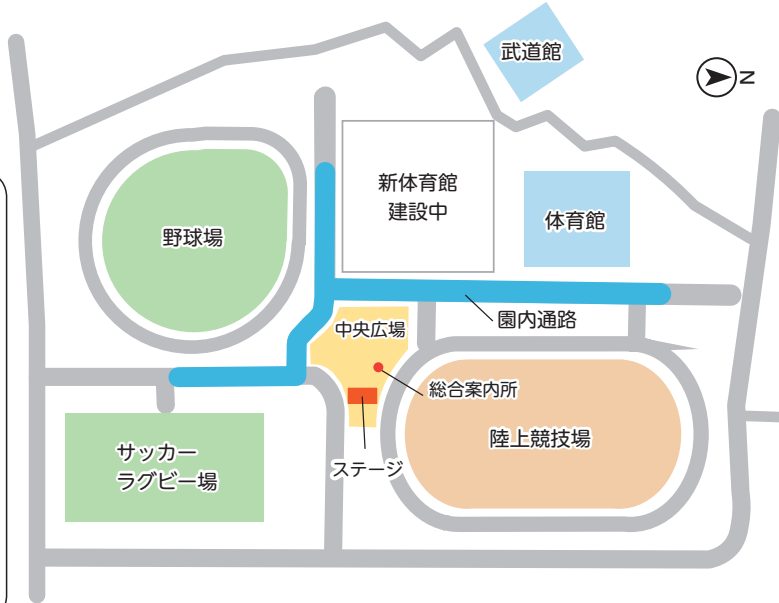 武道館
N
新体育館
建設中
体育館
野球場
園内通路
中央広場
総合案内所
陸上競技場
サッカー
ラグビー場
ステージ